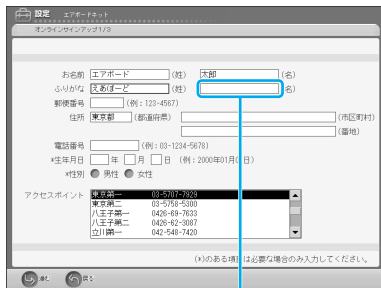 設定 エアボードネット
オンラインサインアップ1/3
お名前 エアボード (姓) 太郎 (名)
ふりがな えあぼーど (姓) (名)
郵便番号 (例：123-4567)
住所 東京都 (都道府県) (市区町村)
(番地)
電話番号 (例：03-1234-5678)
*生年月日 年 月 日 (例：2000年01月0 日)
*性別 男性 女性
アクセスポイント 東京第一 03-5707-7929
東京第二 03-5758-5300
八王子第一 0426-69-7633
八王子第二 0426-62-3087
立川第一 042-548-7420
(*)のある項目は必要な場合のみ入力してください。
進む 戻る